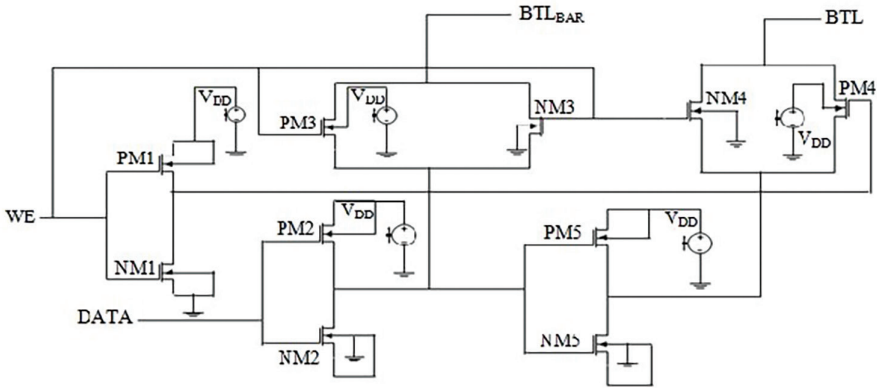 BTL_BAR
BTL
V_DD
PM3
V_DD
NM3
NM4
PM4
V_DD
PM1
WE
PM2
V_DD
PM5
V_DD
NM1
DATA
NM2
NM5